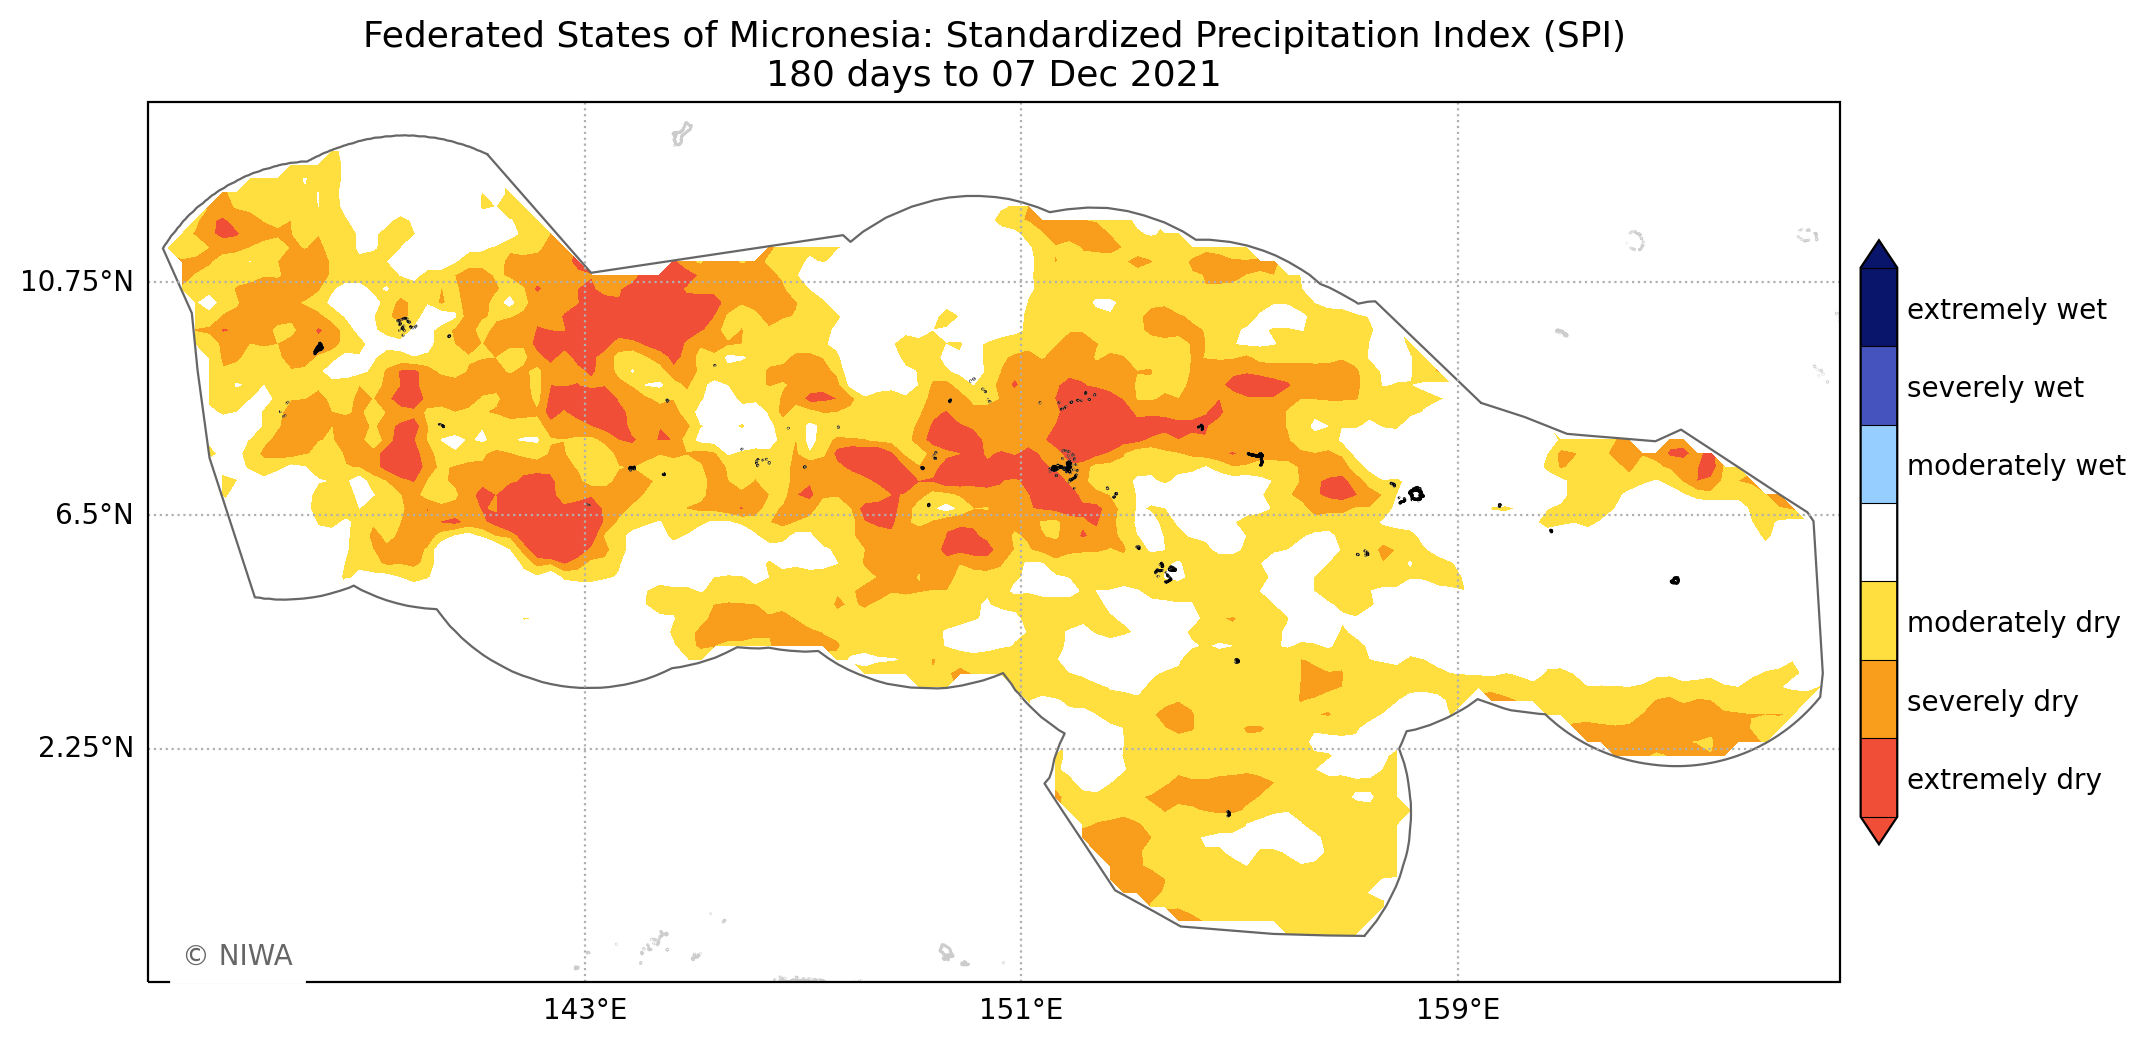 Federated States of Micronesia: Standardized Precipitation Index (SPI)
180 days to 07 Dec 2021
10.75°N
6.5°N
2.25°N
143°E
151°E
159°E
extremely wet
severely wet
moderately wet
moderately dry
severely dry
extremely dry
© NIWA